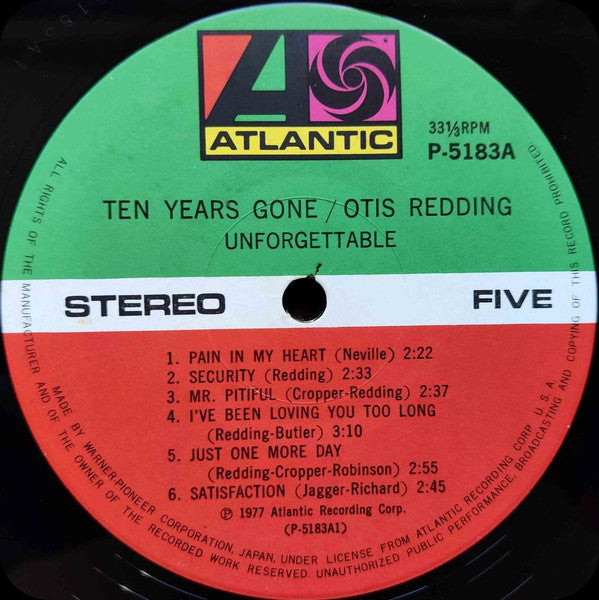 ATLANTIC
33⅓RPM
P-5183A
TEN YEARS GONE / OTIS REDDING
UNFORGETTABLE
STEREO
FIVE
1. PAIN IN MY HEART (Neville) 2:22
2. SECURITY (Redding) 2:33
3. MR. PITIFUL (Cropper-Redding) 2:37
4. I'VE BEEN LOVING YOU TOO LONG
(Redding-Butler) 3:10
5. JUST ONE MORE DAY
(Redding-Cropper-Robinson) 2:55
6. SATISFACTION (Jagger-Richard) 2:45
℗ 1977 Atlantic Recording Corp.
(P-5183A1)
MADE BY WARNER-PIONEER CORPORATION, JAPAN, UNDER LICENSE FROM ATLANTIC RECORDING CORP. U.S.A.
ALL RIGHTS OF THE MANUFACTURER AND OF THE OWNER OF THE RECORDED WORK RESERVED. UNAUTHORIZED PUBLIC PERFORMANCE, BROADCASTING AND COPYING OF THIS RECORD PROHIBITED.